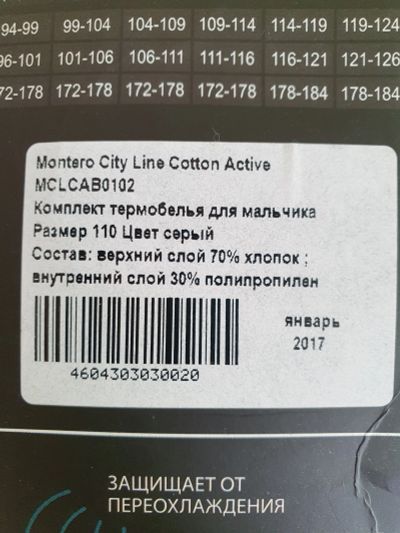 94-99 99-104 104-109 109-114 114-119 119-124
96-101 101-106 106-111 111-116 116-121 121-126
72-178 172-178 172-178 172-178 178-184 178-184
Montero City Line Cotton Active
MCLCAB0102
Комплект термобелья для мальчика
Размер 110 Цвет серый
Состав: верхний слой 70% хлопок ;
внутренний слой 30% полипропилен
январь
2017
4604303030020
ЗАЩИЩАЕТ ОТ
ПЕРЕОХЛАЖДЕНИЯ